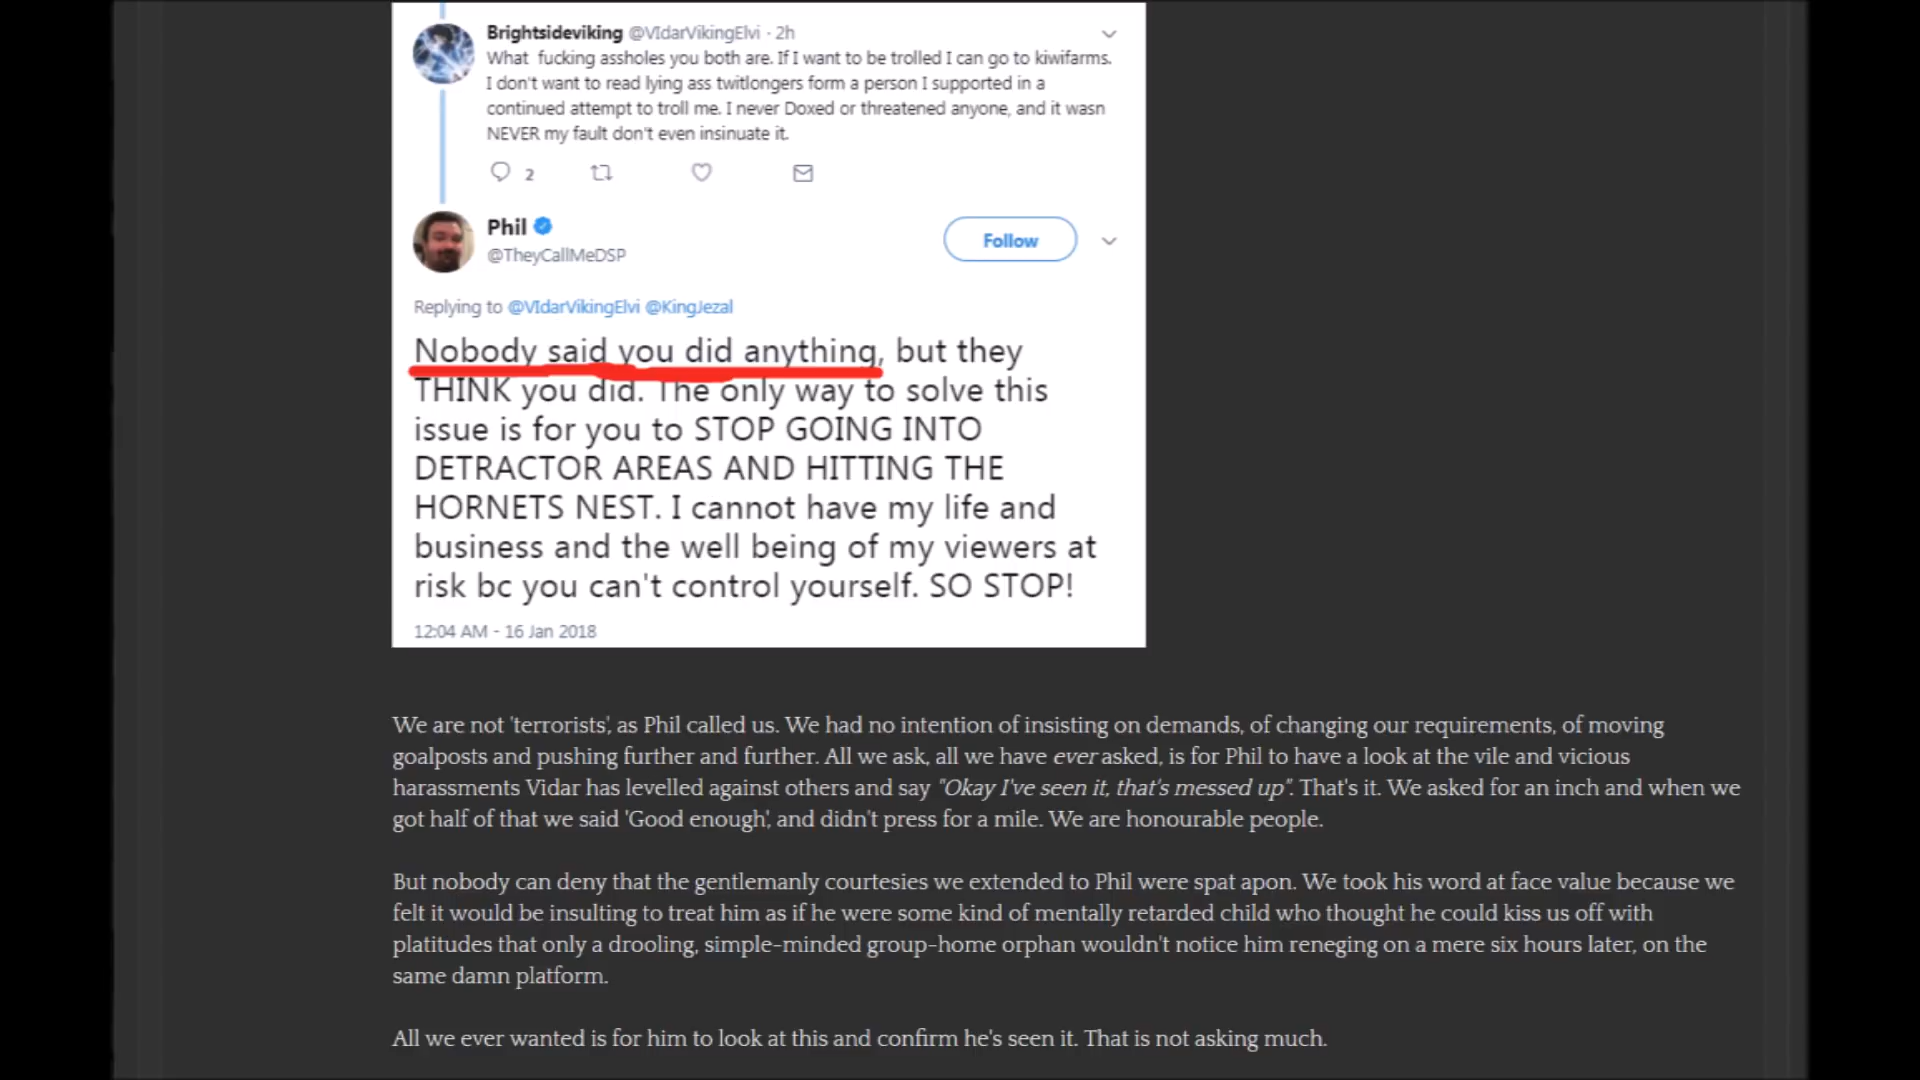 Brightsideviking @VIdarVikingElvi · 2h
What fucking assholes you both are. If I want to be trolled I can go to kiwifarms.
I don't want to read lying ass twitlongers form a person I supported in a
continued attempt to troll me. I never Doxed or threatened anyone, and it wasn
NEVER my fault don't even insinuate it.
2
Phil
@TheyCallMeDSP
Follow
Replying to @VIdarVikingElvi @KingJezal
Nobody said you did anything, but they
THINK you did. The only way to solve this
issue is for you to STOP GOING INTO
DETRACTOR AREAS AND HITTING THE
HORNETS NEST. I cannot have my life and
business and the well being of my viewers at
risk bc you can't control yourself. SO STOP!
12:04 AM - 16 Jan 2018
We are not 'terrorists', as Phil called us. We had no intention of insisting on demands, of changing our requirements, of moving
goalposts and pushing further and further. All we ask, all we have ever asked, is for Phil to have a look at the vile and vicious
harassments Vidar has levelled against others and say "Okay I've seen it, that's messed up". That's it. We asked for an inch and when we
got half of that we said 'Good enough', and didn't press for a mile. We are honourable people.
But nobody can deny that the gentlemanly courtesies we extended to Phil were spat apon. We took his word at face value because we
felt it would be insulting to treat him as if he were some kind of mentally retarded child who thought he could kiss us off with
platitudes that only a drooling, simple-minded group-home orphan wouldn't notice him reneging on a mere six hours later, on the
same damn platform.
All we ever wanted is for him to look at this and confirm he's seen it. That is not asking much.